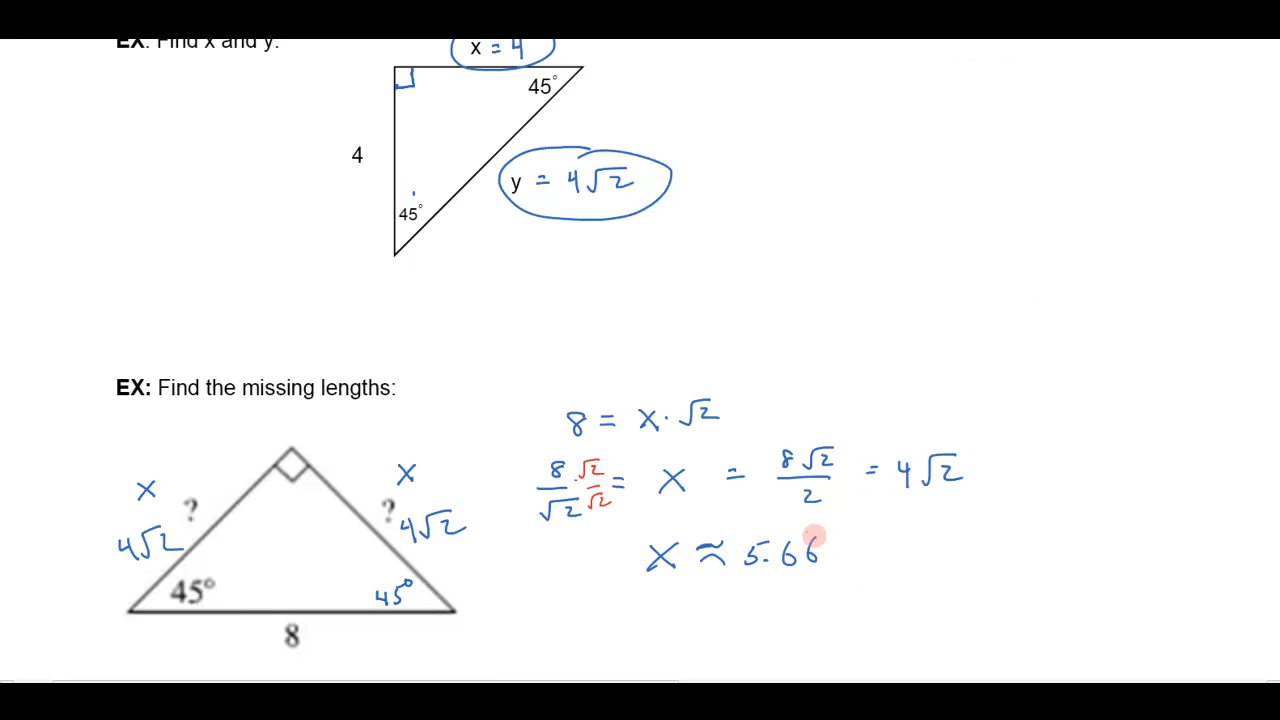 EX: Find x and y:
x = 4
45°
4
y = 4√2
45°
EX: Find the missing lengths:
8 = x · √2
8/√2 · √2/√2 = x = 8√2/2 = 4√2
x ≈ 5.66
x
x
?
?
4√2
4√2
45°
45°
8